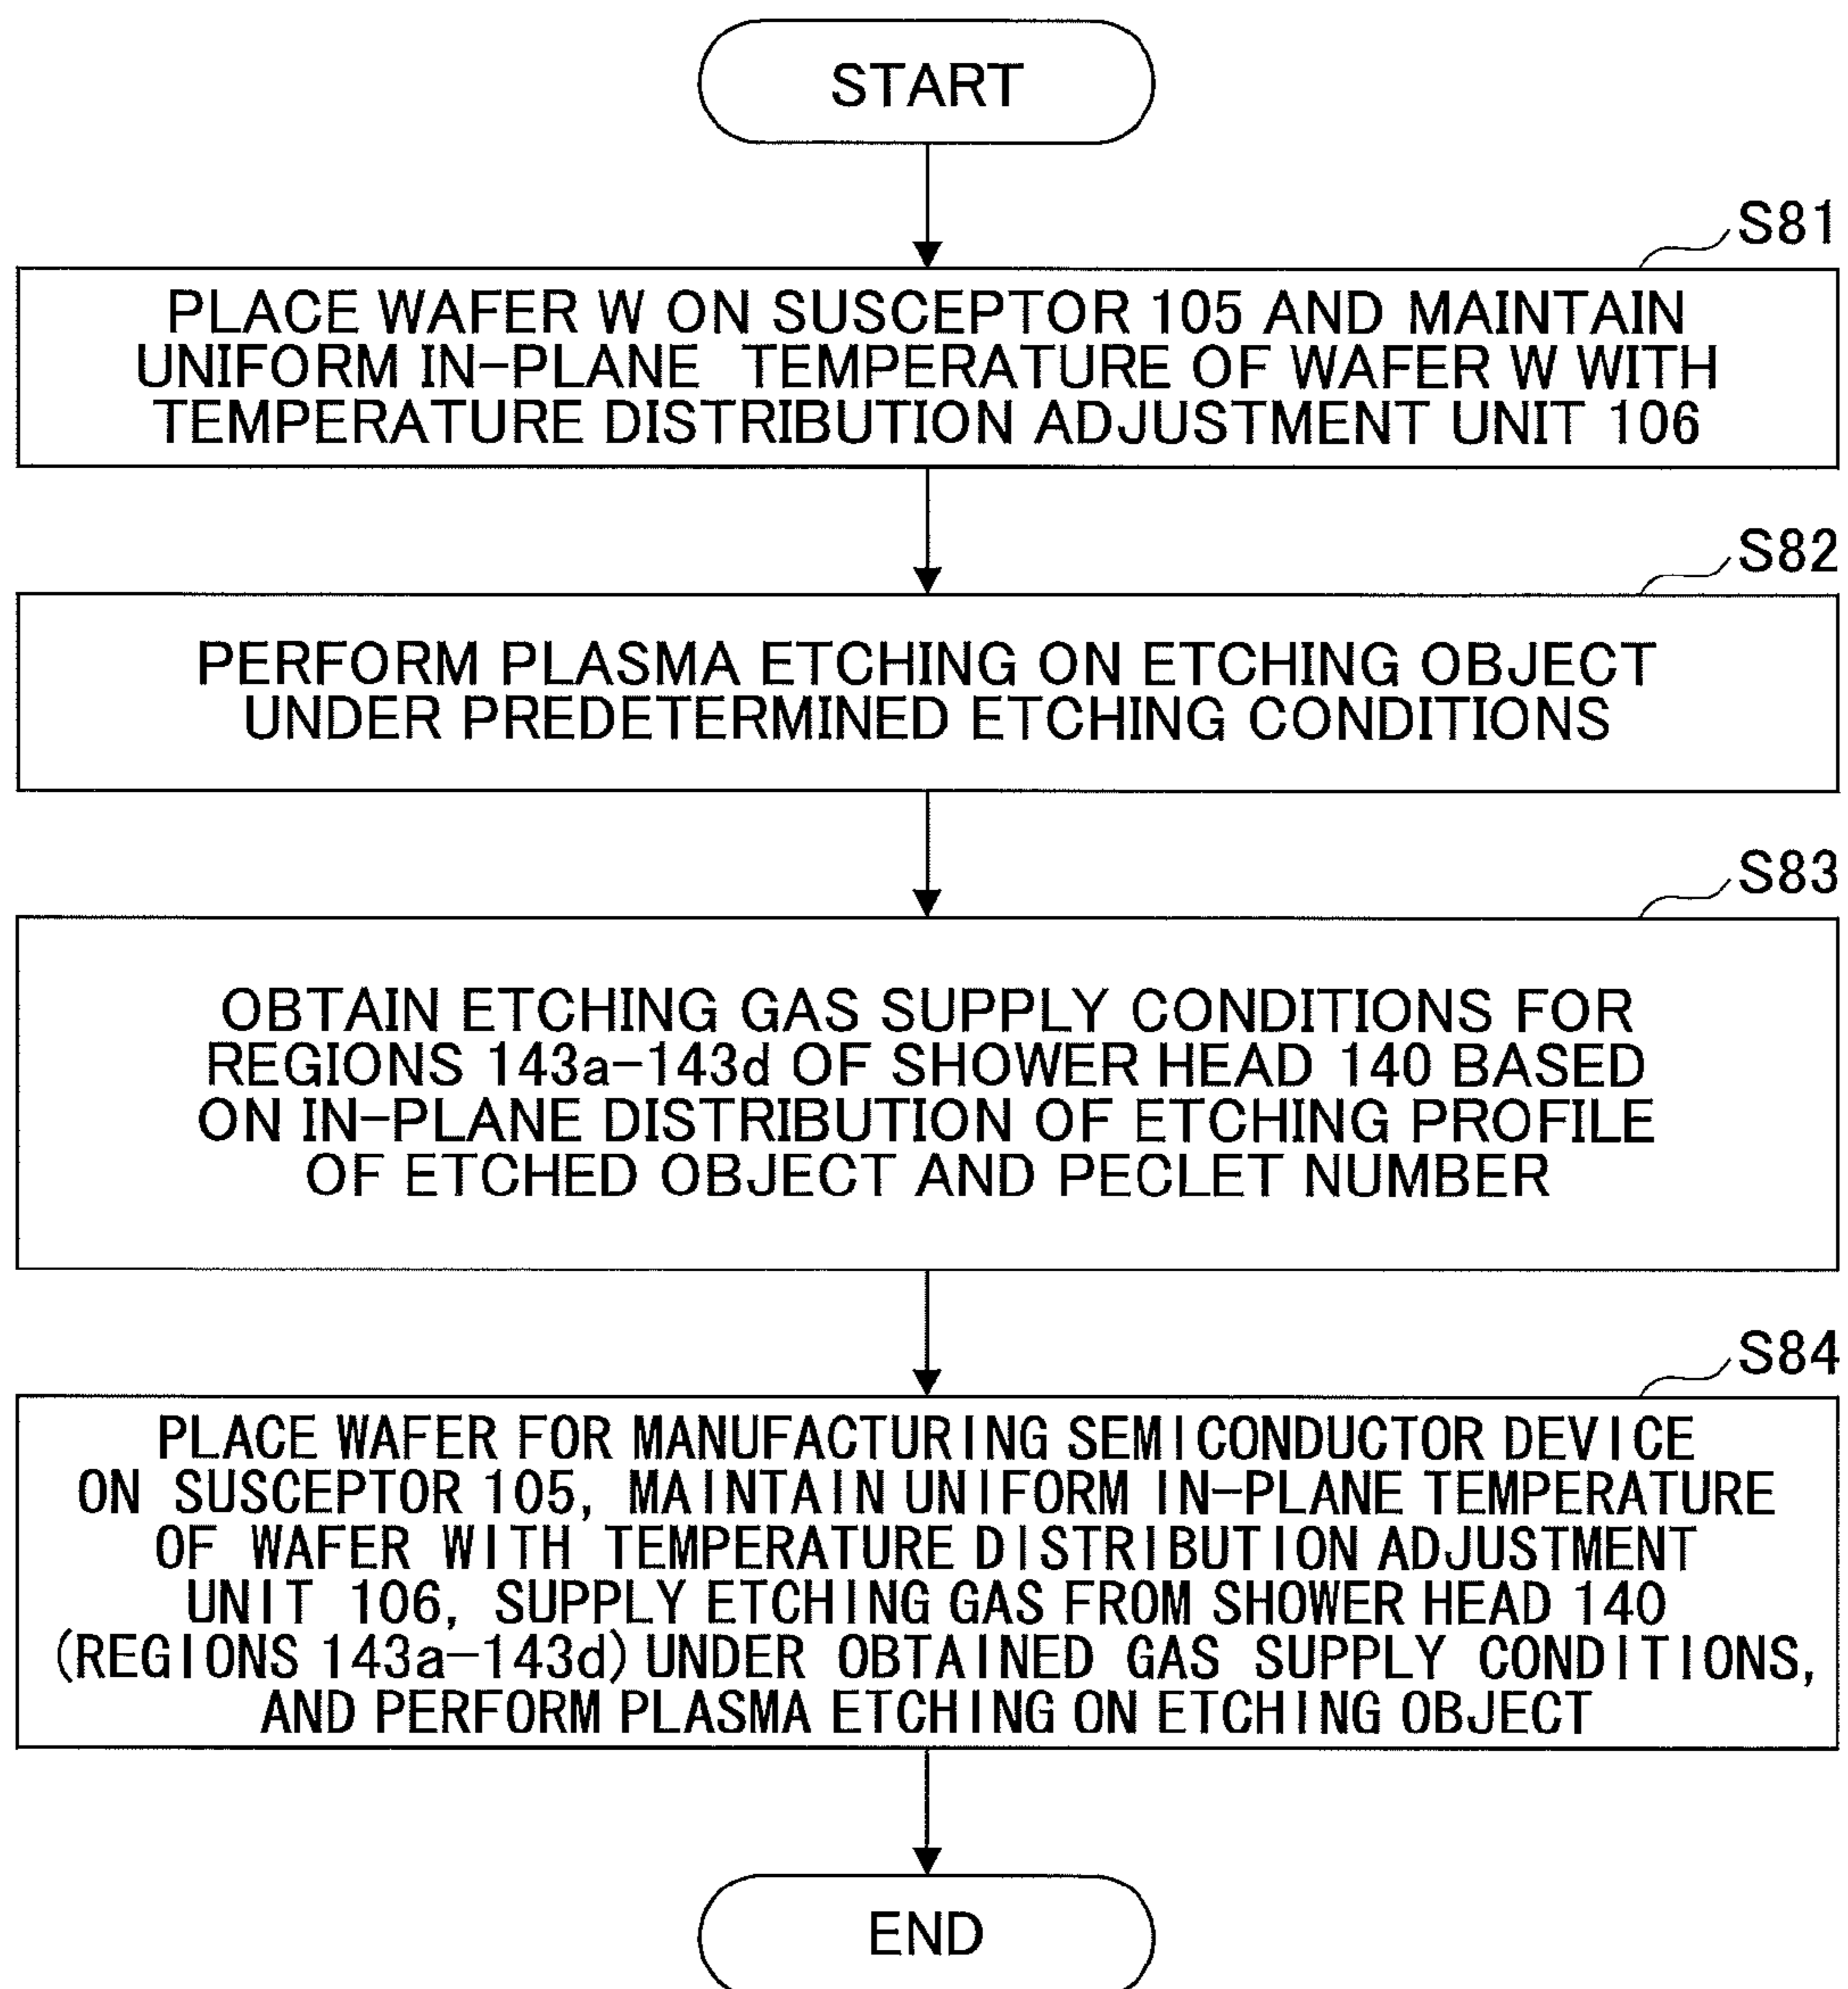 START
S81
PLACE WAFER W ON SUSCEPTOR 105 AND MAINTAIN
UNIFORM IN-PLANE TEMPERATURE OF WAFER W WITH
TEMPERATURE DISTRIBUTION ADJUSTMENT UNIT 106
S82
PERFORM PLASMA ETCHING ON ETCHING OBJECT
UNDER PREDETERMINED ETCHING CONDITIONS
S83
OBTAIN ETCHING GAS SUPPLY CONDITIONS FOR
REGIONS 143a-143d OF SHOWER HEAD 140 BASED
ON IN-PLANE DISTRIBUTION OF ETCHING PROFILE
OF ETCHED OBJECT AND PECLET NUMBER
S84
PLACE WAFER FOR MANUFACTURING SEMICONDUCTOR DEVICE
ON SUSCEPTOR 105, MAINTAIN UNIFORM IN-PLANE TEMPERATURE
OF WAFER WITH TEMPERATURE DISTRIBUTION ADJUSTMENT
UNIT 106, SUPPLY ETCHING GAS FROM SHOWER HEAD 140
(REGIONS 143a-143d) UNDER OBTAINED GAS SUPPLY CONDITIONS,
AND PERFORM PLASMA ETCHING ON ETCHING OBJECT
END